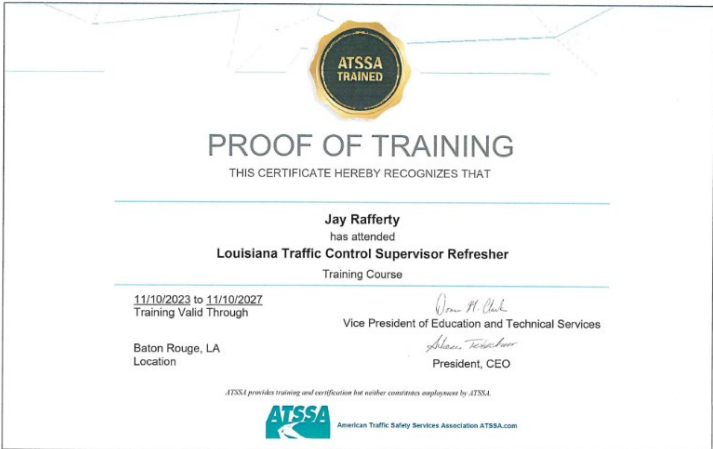 ATSSA
TRAINED
PROOF OF TRAINING
THIS CERTIFICATE HEREBY RECOGNIZES THAT
Jay Rafferty
has attended
Louisiana Traffic Control Supervisor Refresher
Training Course
11/10/2023 to 11/10/2027
Training Valid Through
Vice President of Education and Technical Services
Baton Rouge, LA
Location
President, CEO
ATSSA provides training and certification but neither constitutes employment by ATSSA.
ATSSA
American Traffic Safety Services Association ATSSA.com